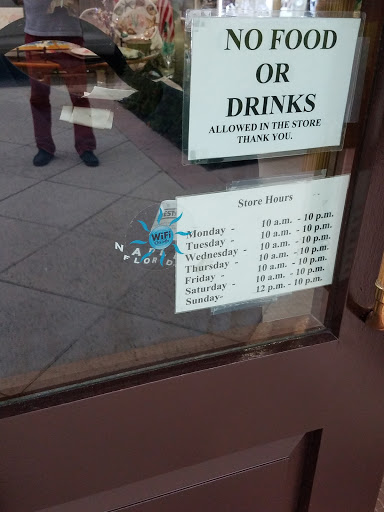 NO FOOD
OR
DRINKS
ALLOWED IN THE STORE
THANK YOU.
Store Hours
Monday - 10 a.m. - 10 p.m.
Tuesday - 10 a.m. - 10 p.m.
Wednesday - 10 a.m. - 10 p.m.
Thursday - 10 a.m. - 10 p.m.
Friday - 10 a.m. - 10 p.m.
Saturday - 10 a.m. - 10 p.m.
Sunday- 12 p.m. - 10 p.m.
WiFi